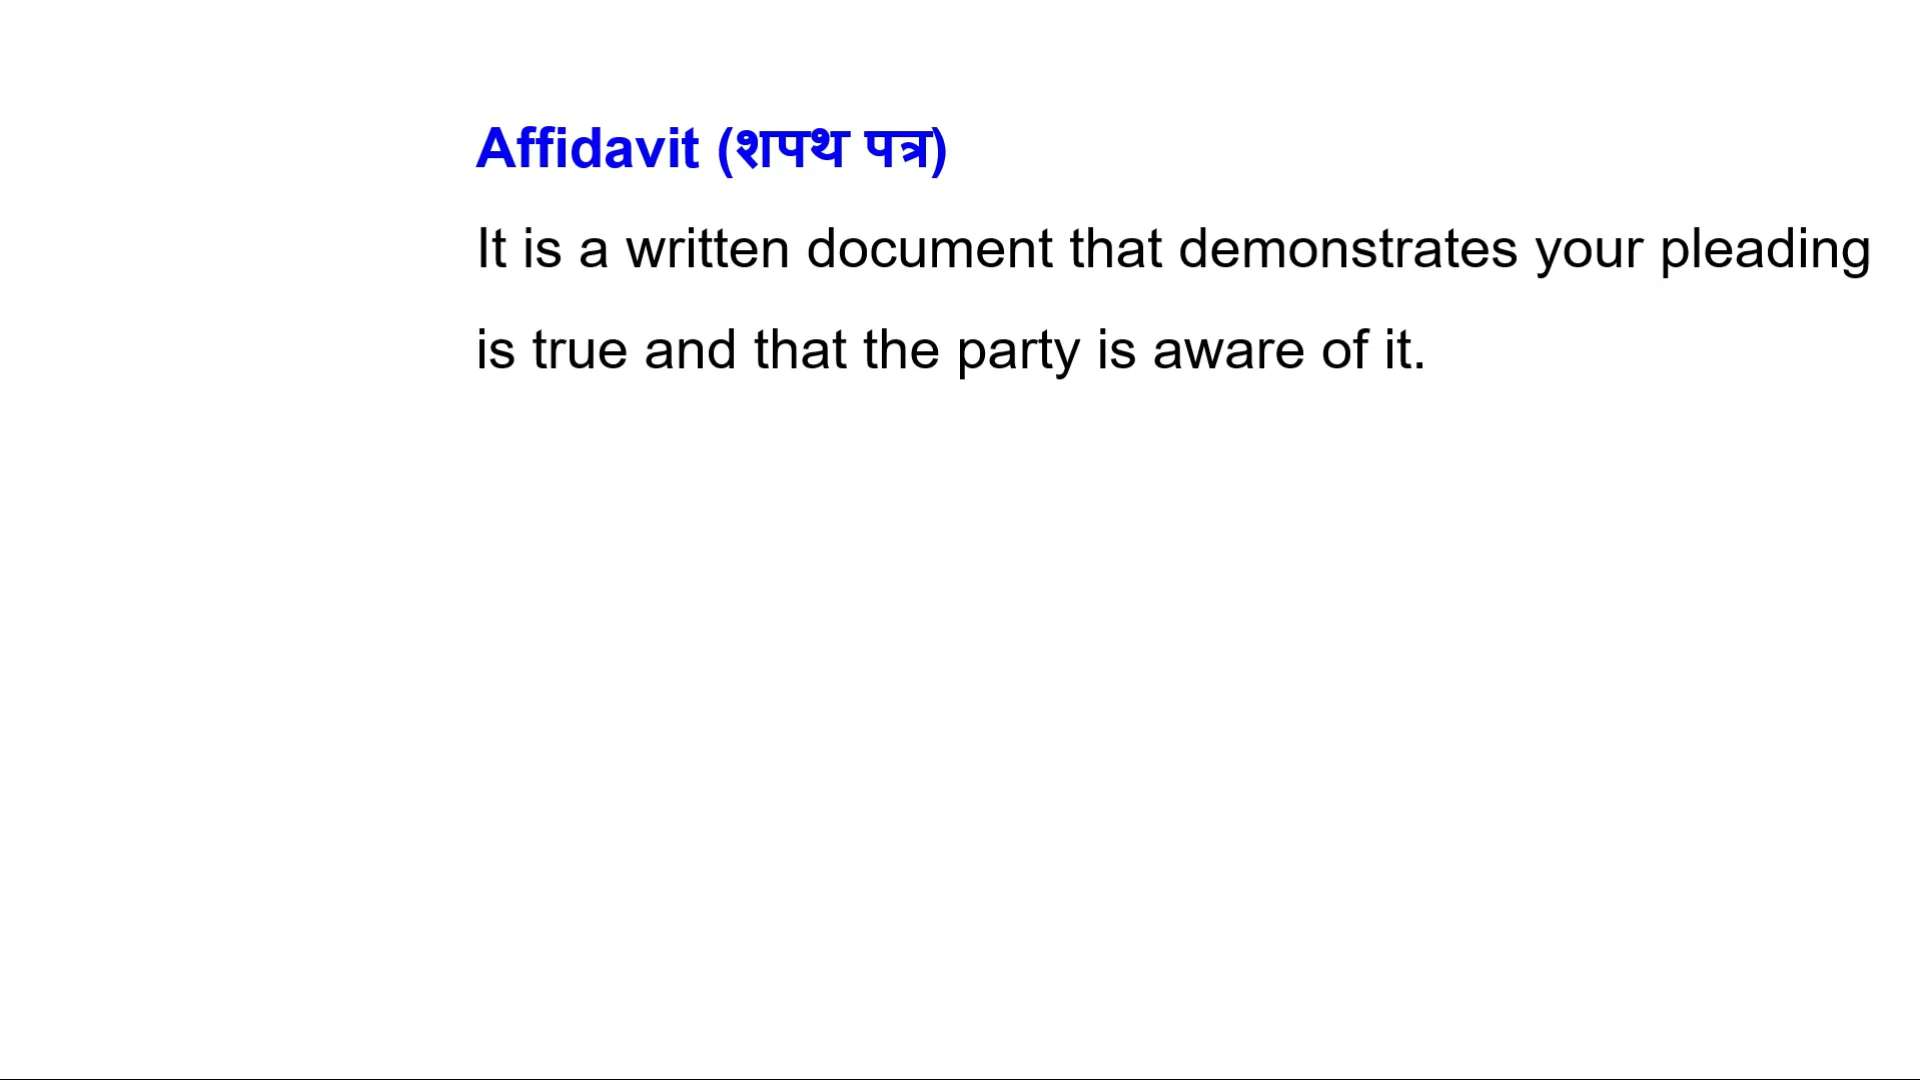 Affidavit (शपथ पत्र)
It is a written document that demonstrates your pleading
is true and that the party is aware of it.